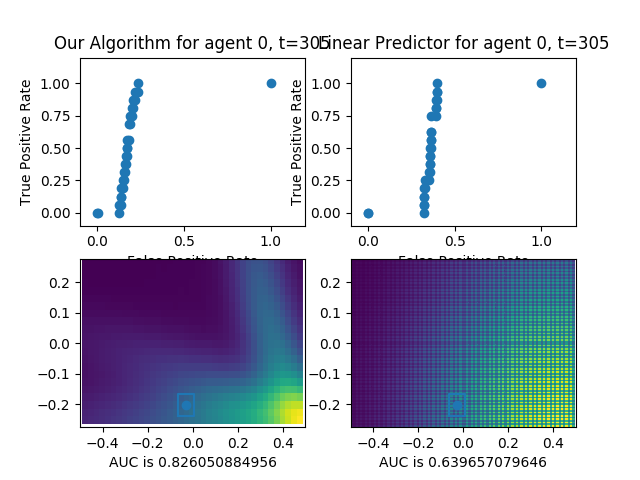 Our Algorithm for agent 0, t=305
Linear Predictor for agent 0, t=305
True Positive Rate
1.00
0.75
0.50
0.25
0.00
0.0 0.5 1.0
False Positive Rate
True Positive Rate
1.00
0.75
0.50
0.25
0.00
0.0 0.5 1.0
False Positive Rate
0.2
0.1
0.0
−0.1
−0.2
−0.4 −0.2 0.0 0.2 0.4
AUC is 0.826050884956
0.2
0.1
0.0
−0.1
−0.2
−0.4 −0.2 0.0 0.2 0.4
AUC is 0.639657079646